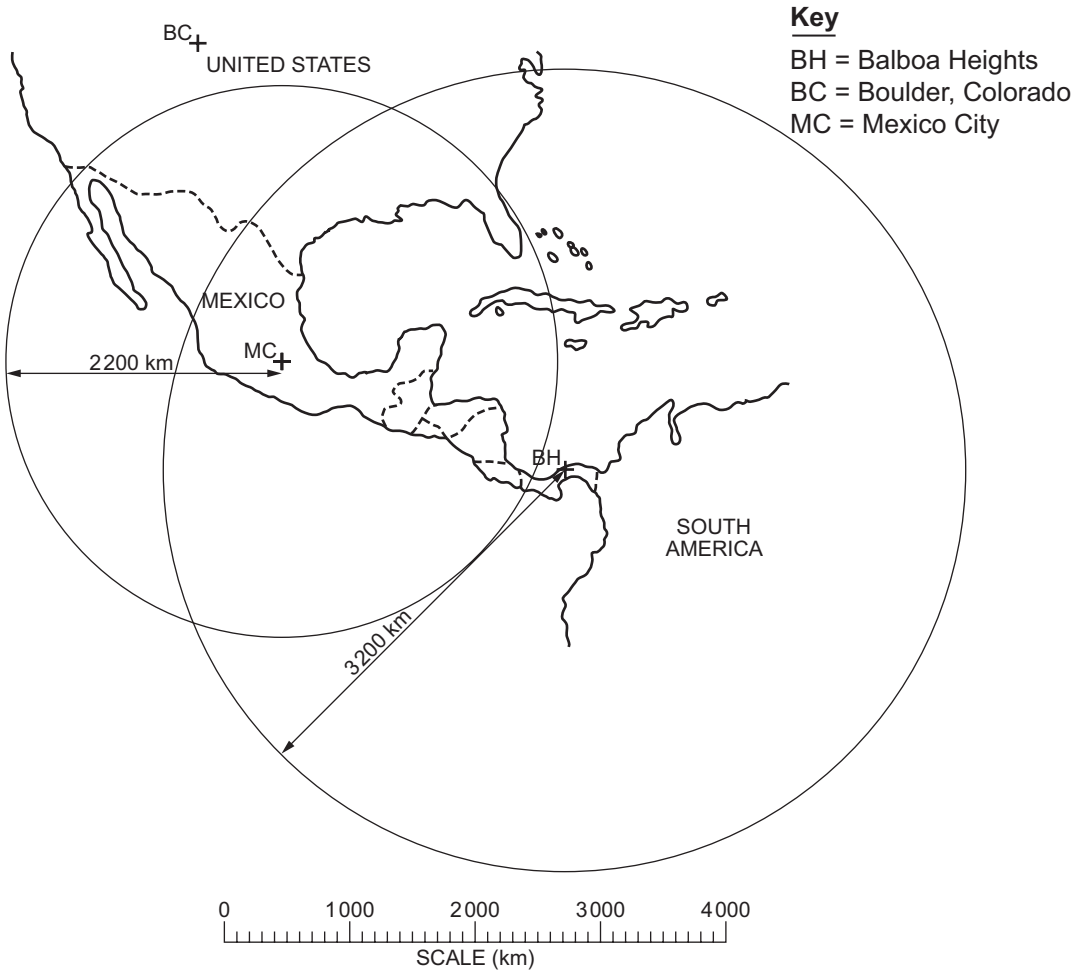 Key
BH = Balboa Heights
BC = Boulder, Colorado
MC = Mexico City
BC
UNITED STATES
MEXICO
MC
2200 km
BH
SOUTH
AMERICA
3200 km
0 1000 2000 3000 4000
SCALE (km)